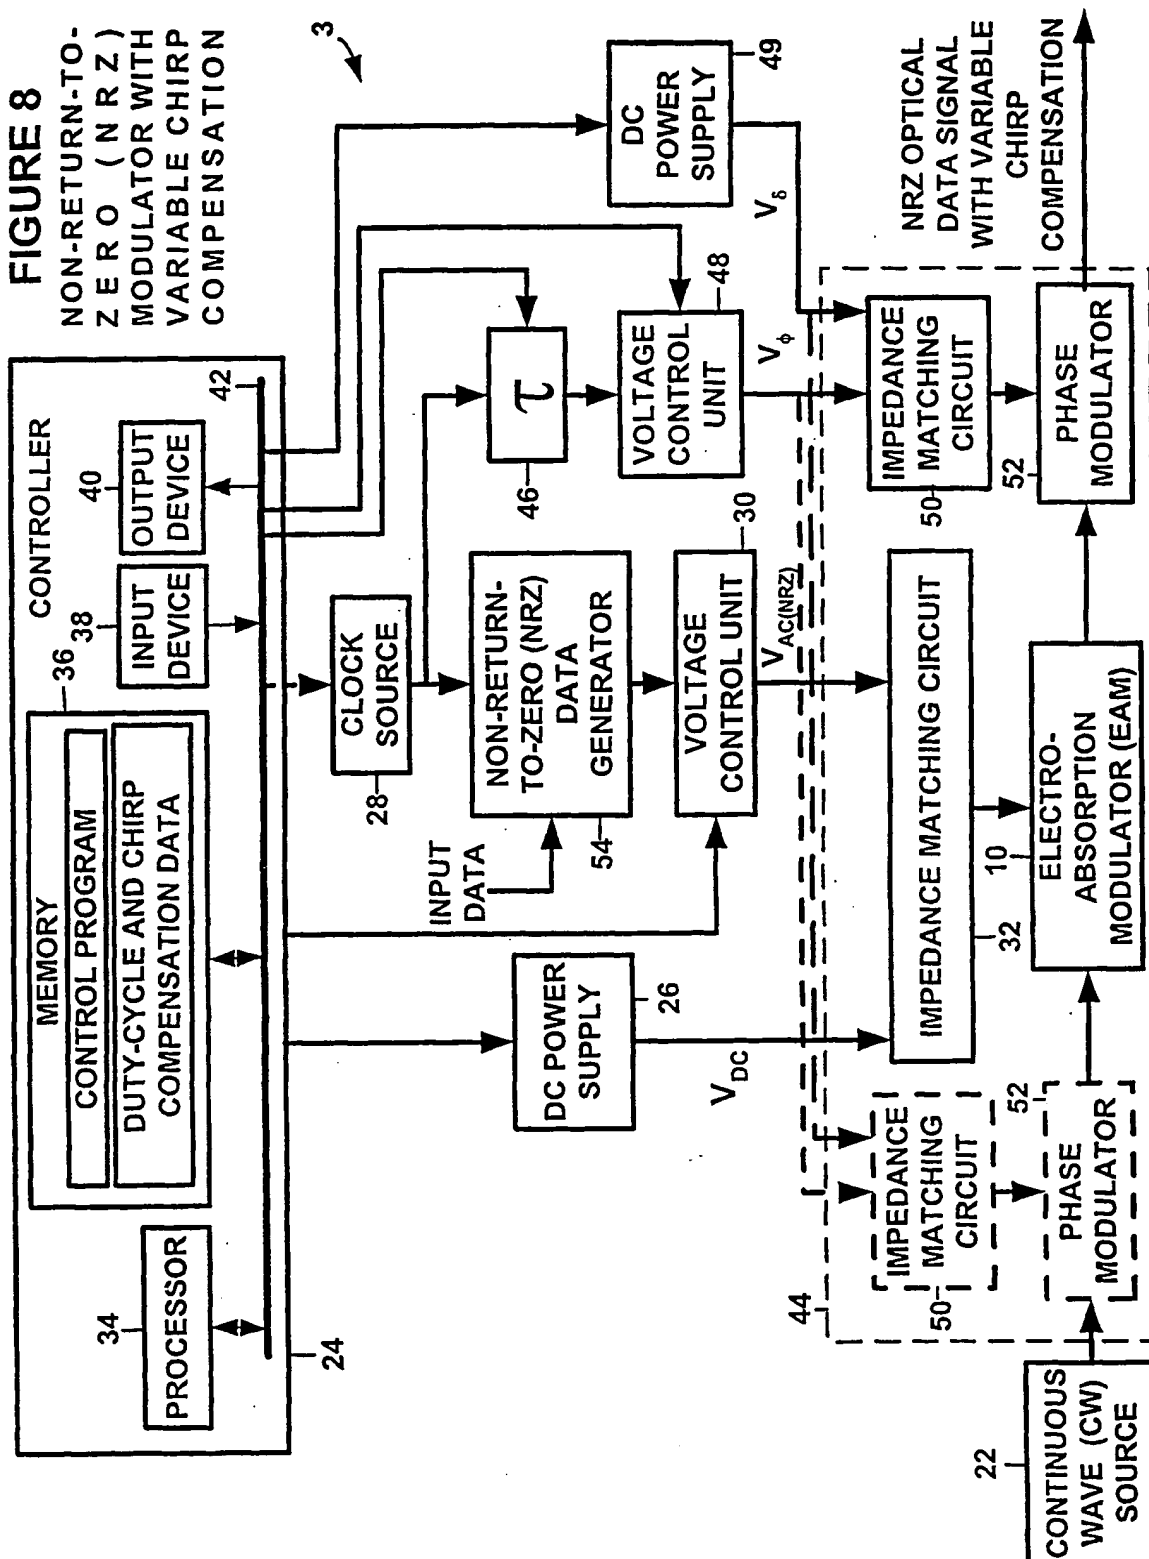 FIGURE 8
NON-RETURN-TO-
ZERO (NRZ)
MODULATOR WITH
VARIABLE CHIRP
COMPENSATION
3
CONTROLLER
34
PROCESSOR
24
36
MEMORY
CONTROL PROGRAM
DUTY-CYCLE AND CHIRP
COMPENSATION DATA
38
INPUT
DEVICE
40
OUTPUT
DEVICE
42
DC POWER
SUPPLY
26
V DC
CLOCK
SOURCE
28
INPUT
DATA
NON-RETURN-
TO-ZERO (NRZ)
DATA
GENERATOR
54
VOLTAGE
CONTROL UNIT
30
V AC(NRZ)
τ
46
VOLTAGE
CONTROL
UNIT
48
V ϕ
DC
POWER
SUPPLY
49
V δ
44
IMPEDANCE
MATCHING
CIRCUIT
50
IMPEDANCE MATCHING CIRCUIT
32
IMPEDANCE
MATCHING
CIRCUIT
50
22
CONTINUOUS
WAVE (CW)
SOURCE
PHASE
MODULATOR
52
10
ELECTRO-
ABSORPTION
MODULATOR (EAM)
52
PHASE
MODULATOR
NRZ OPTICAL
DATA SIGNAL
WITH VARIABLE
CHIRP
COMPENSATION